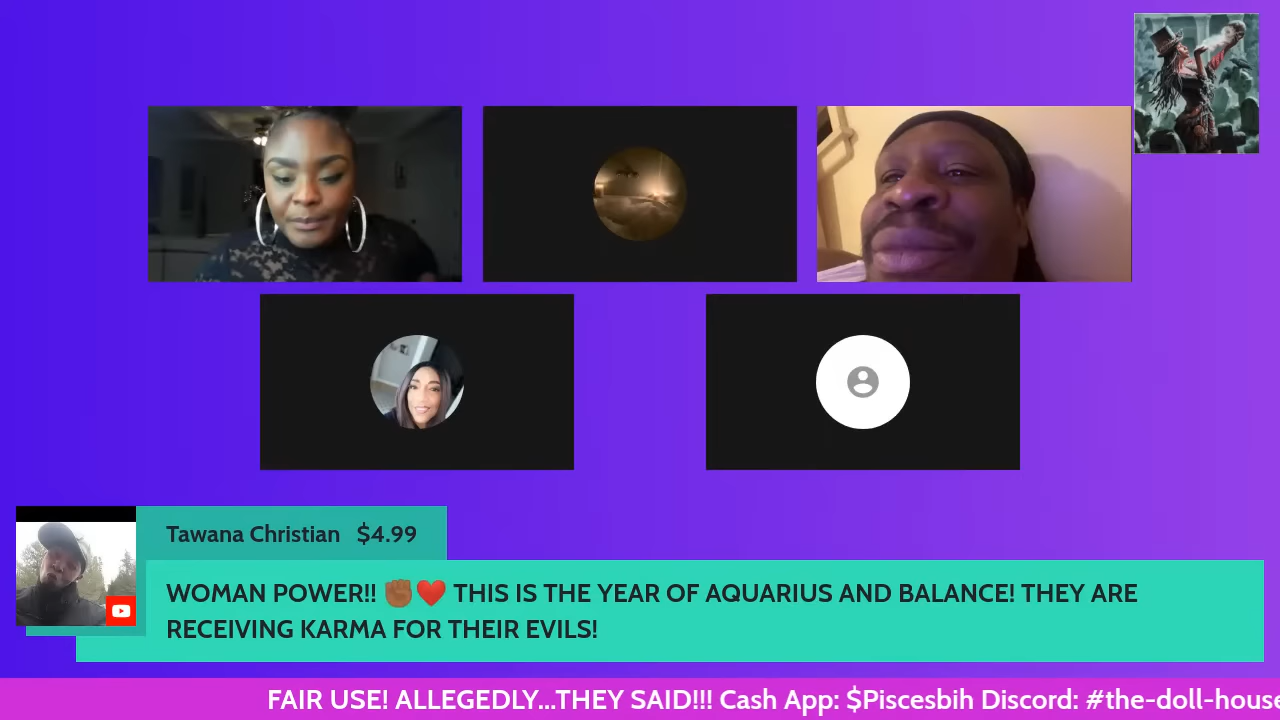 Tawana Christian $4.99
WOMAN POWER!! ✊🏾❤️ THIS IS THE YEAR OF AQUARIUS AND BALANCE! THEY ARE
RECEIVING KARMA FOR THEIR EVILS!
FAIR USE! ALLEGEDLY...THEY SAID!!! Cash App: $Piscesbih Discord: #the-doll-house